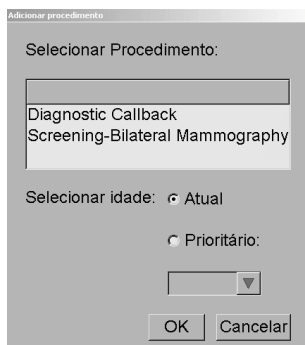 Adicionar procedimento
Selecionar Procedimento:
Diagnostic Callback
Screening-Bilateral Mammography
Selecionar idade: Atual
Prioritário:
OK Cancelar